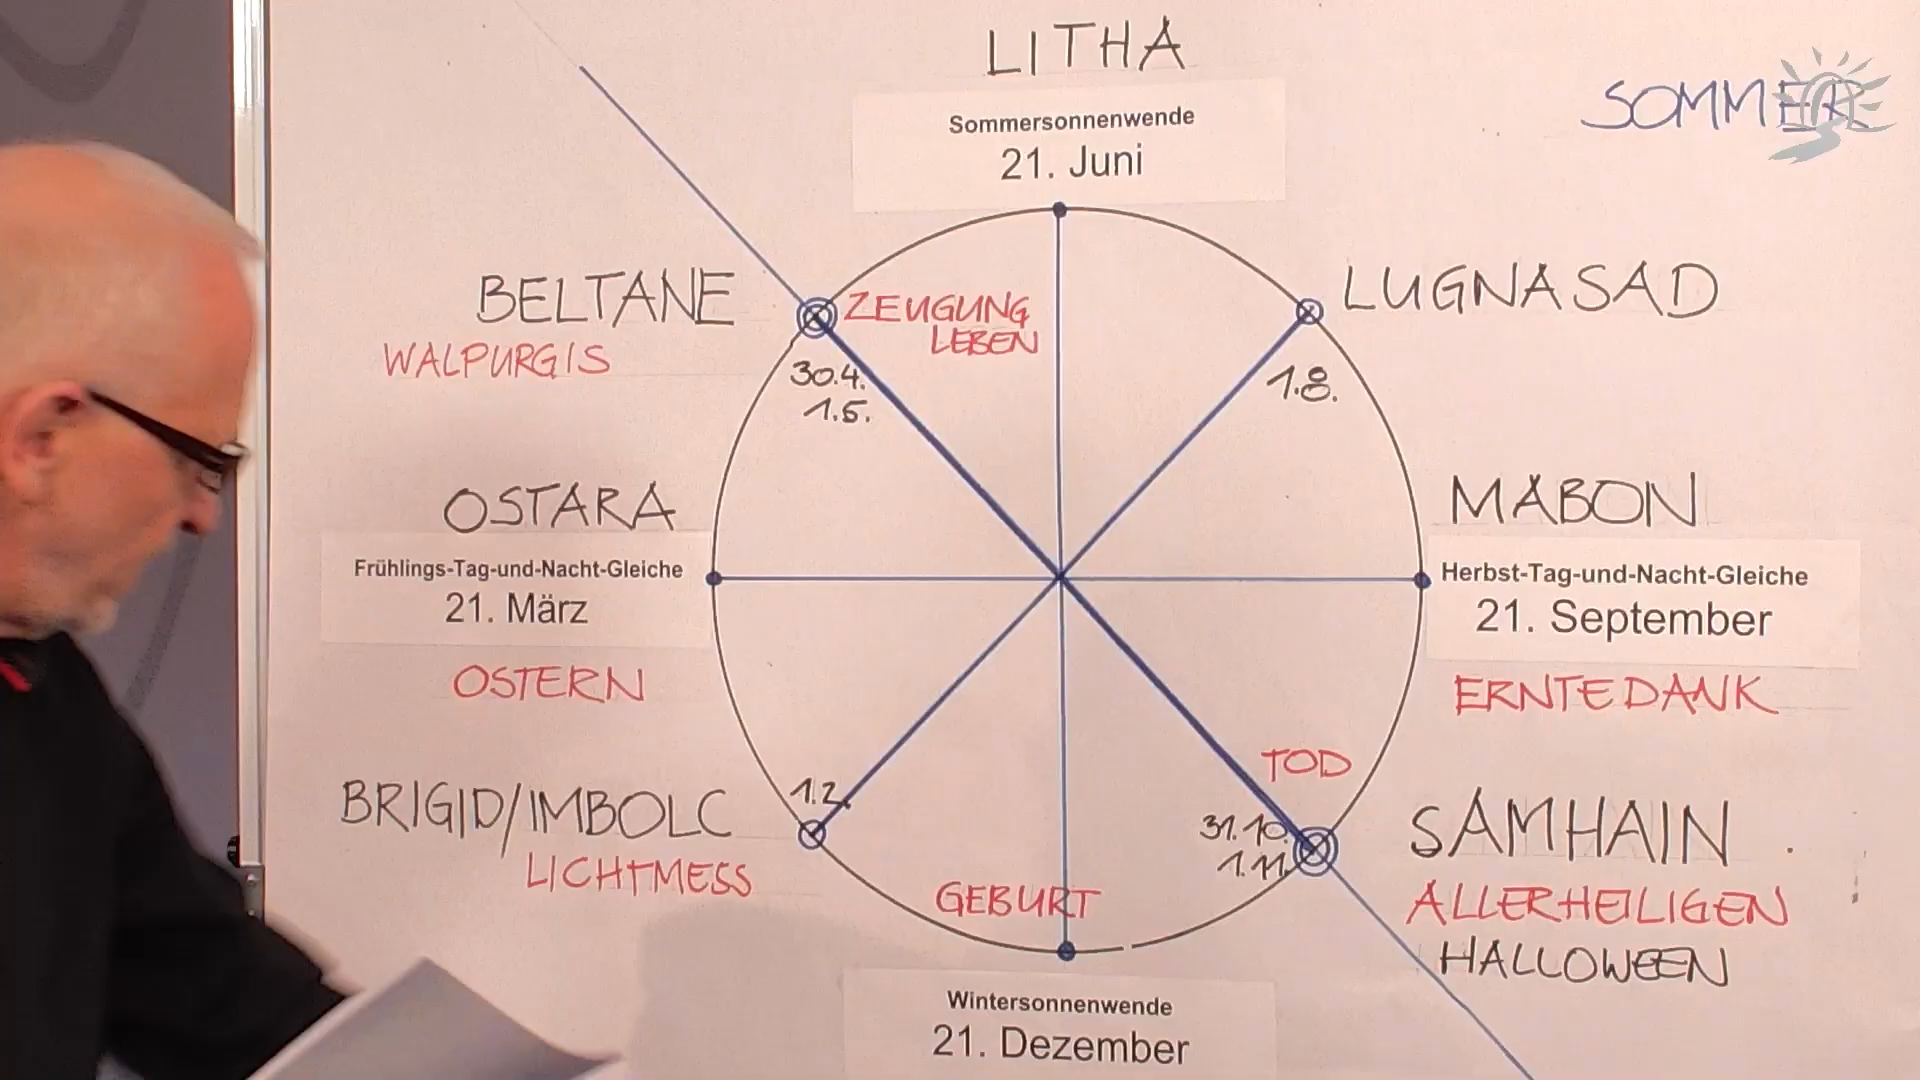 LITHA
Sommersonnenwende
21. Juni
SOMMER
BELTANE
WALPURGIS
ZEUGUNG
LEBEN
30.4.
1.5.
LUGNASAD
1.8.
OSTARA
Frühlings-Tag-und-Nacht-Gleiche
21. März
OSTERN
MABON
Herbst-Tag-und-Nacht-Gleiche
21. September
ERNTEDANK
BRIGID/IMBOLC
LICHTMESS
1.2.
TOD
31.10.
1.11.
SAMHAIN
ALLERHEILIGEN
HALLOWEEN
GEBURT
Wintersonnenwende
21. Dezember